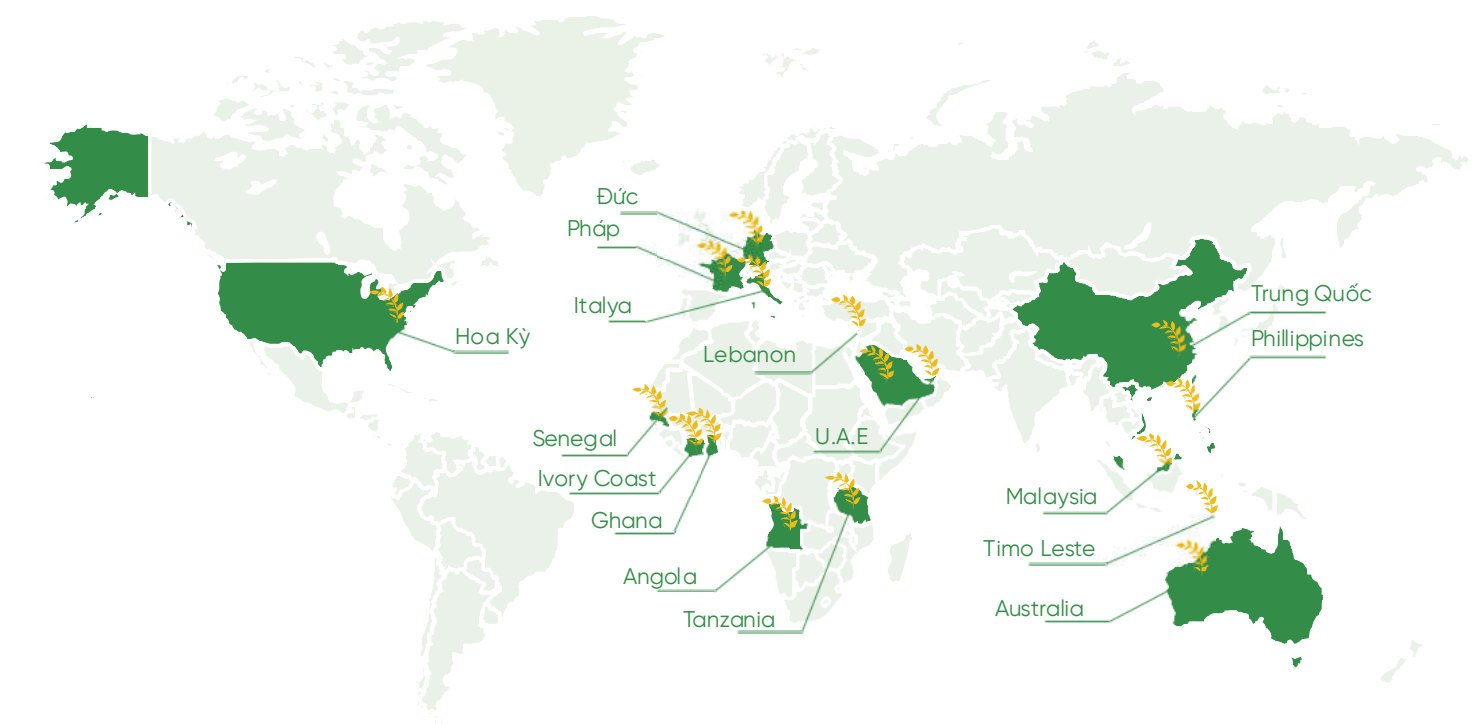 Đức
Pháp
Italya
Hoa Kỳ
Lebanon
Trung Quốc
Phillippines
Senegal
U.A.E
Ivory Coast
Ghana
Malaysia
Timo Leste
Angola
Tanzania
Australia